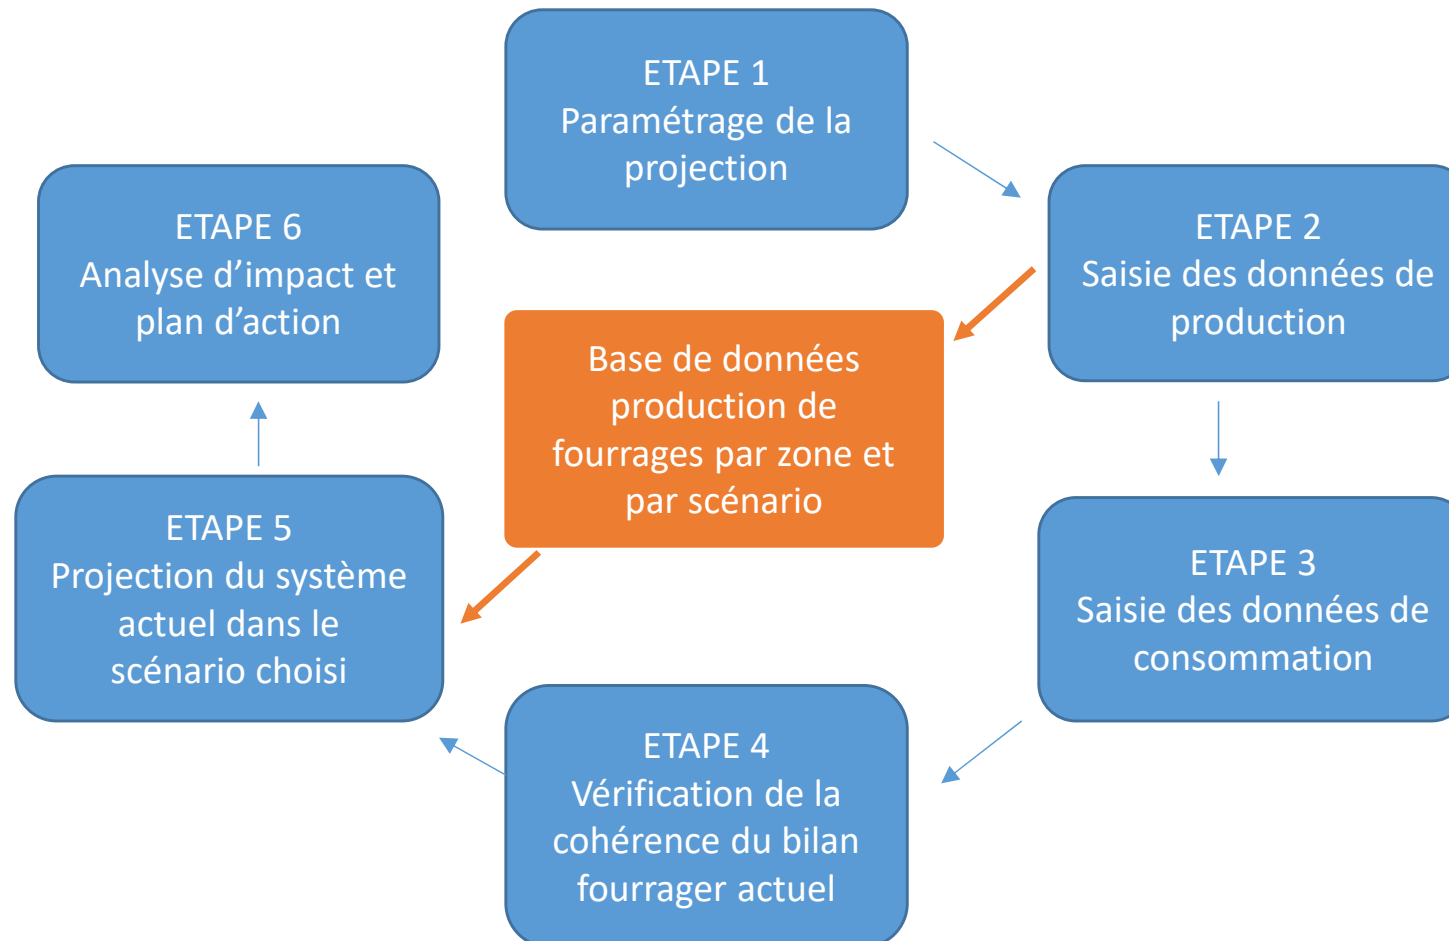 ETAPE 1
Paramétrage de la
projection
ETAPE 2
Saisie des données de
production
ETAPE 3
Saisie des données de
consommation
ETAPE 4
Vérification de la
cohérence du bilan
fourrager actuel
ETAPE 5
Projection du système
actuel dans le
scénario choisi
ETAPE 6
Analyse d’impact et
plan d’action
Base de données
production de
fourrages par zone et
par scénario